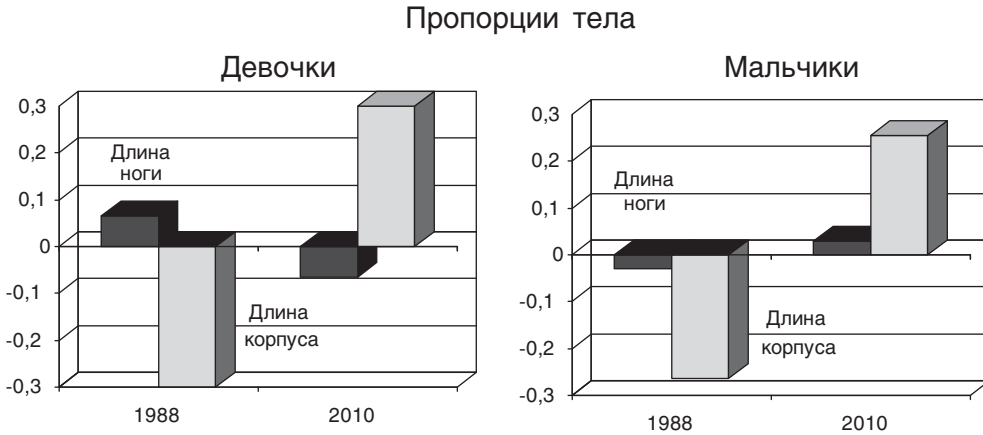 Пропорции тела
Девочки
0,3
0,2
0,1
0
-0,1
-0,2
-0,3
Длина
ноги
Длина
корпуса
1988
2010
Мальчики
0,3
0,2
0,1
0
-0,1
-0,2
-0,3
Длина
ноги
Длина
корпуса
1988
2010